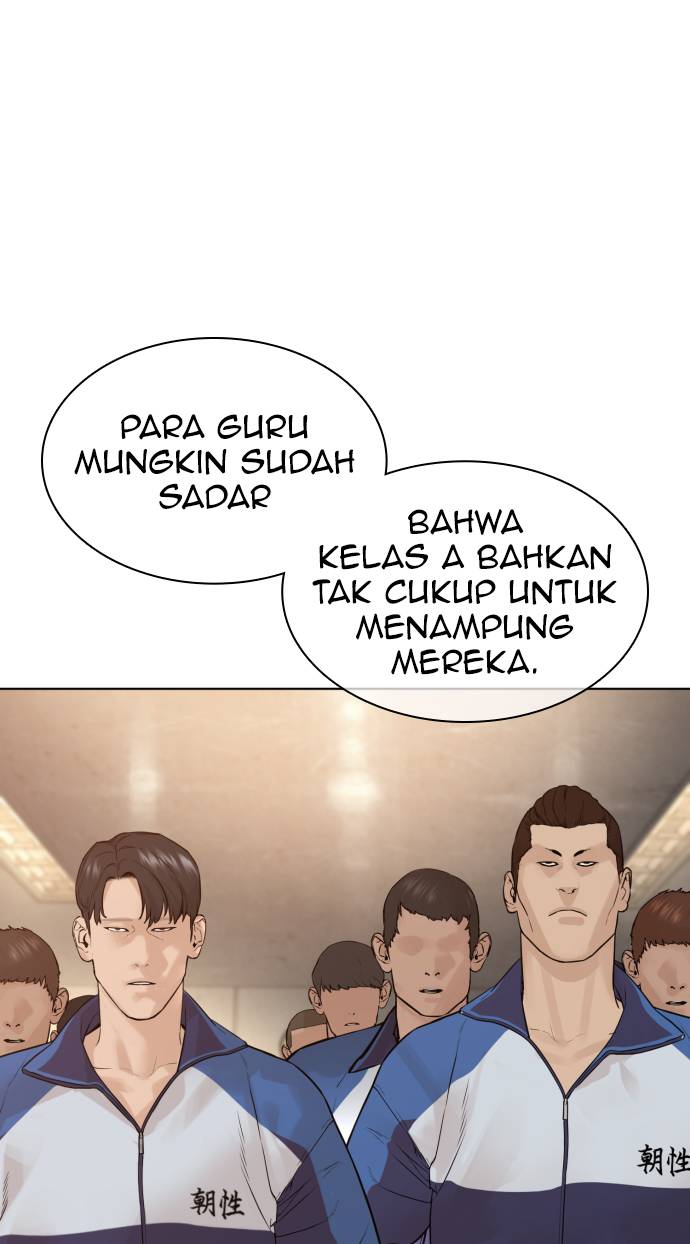 PARA GURU
MUNGKIN SUDAH
SADAR
BAHWA
KELAS A BAHKAN
TAK CUKUP UNTUK
MENAMPUNG
MEREKA.
朝性
朝性